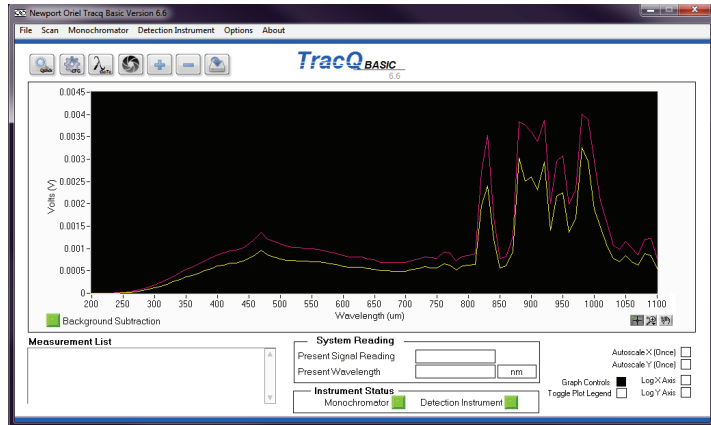 Newport Oriel Tracq Basic Version 6.6
File Scan Monochromator Detection Instrument Options About
TracQ BASIC
6.6
0.0045
0.004
0.0035
0.003
0.0025
0.002
0.0015
0.001
0.0005
0
Volts (V)
200 250 300 350 400 450 500 550 600 650 700 750 800 850 900 950 1000 1050 1100
Wavelength (um)
Background Subtraction
Measurement List
System Reading
Present Signal Reading
Present Wavelength nm
Instrument Status
Monochromator Detection Instrument
Autoscale X (Once)
Autoscale Y (Once)
Graph Controls Log X Axis
Toggle Plot Legend Log Y Axis